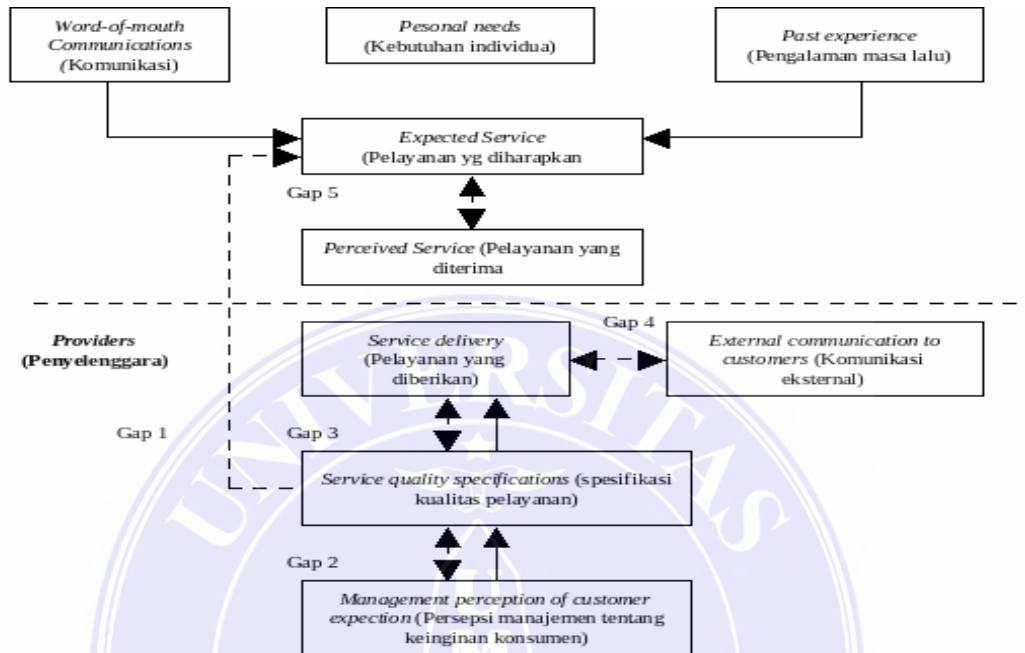 Word-of-mouth
Communications
(Komunikasi)
Pesonal needs
(Kebutuhan individua)
Past experience
(Pengalaman masa lalu)
Expected Service
(Pelayanan yg diharapkan
Gap 5
Perceived Service (Pelayanan yang
diterima
Providers
(Penyelenggara)
Service delivery
(Pelayanan yang
diberikan)
Gap 4
External communication to
customers (Komunikasi
eksternal)
Gap 1
Gap 3
Service quality specifications (spesifikasi
kualitas pelayanan)
Gap 2
Management perception of customer
expection (Persepsi manajemen tentang
keinginan konsumen)
UNIVERSITAS